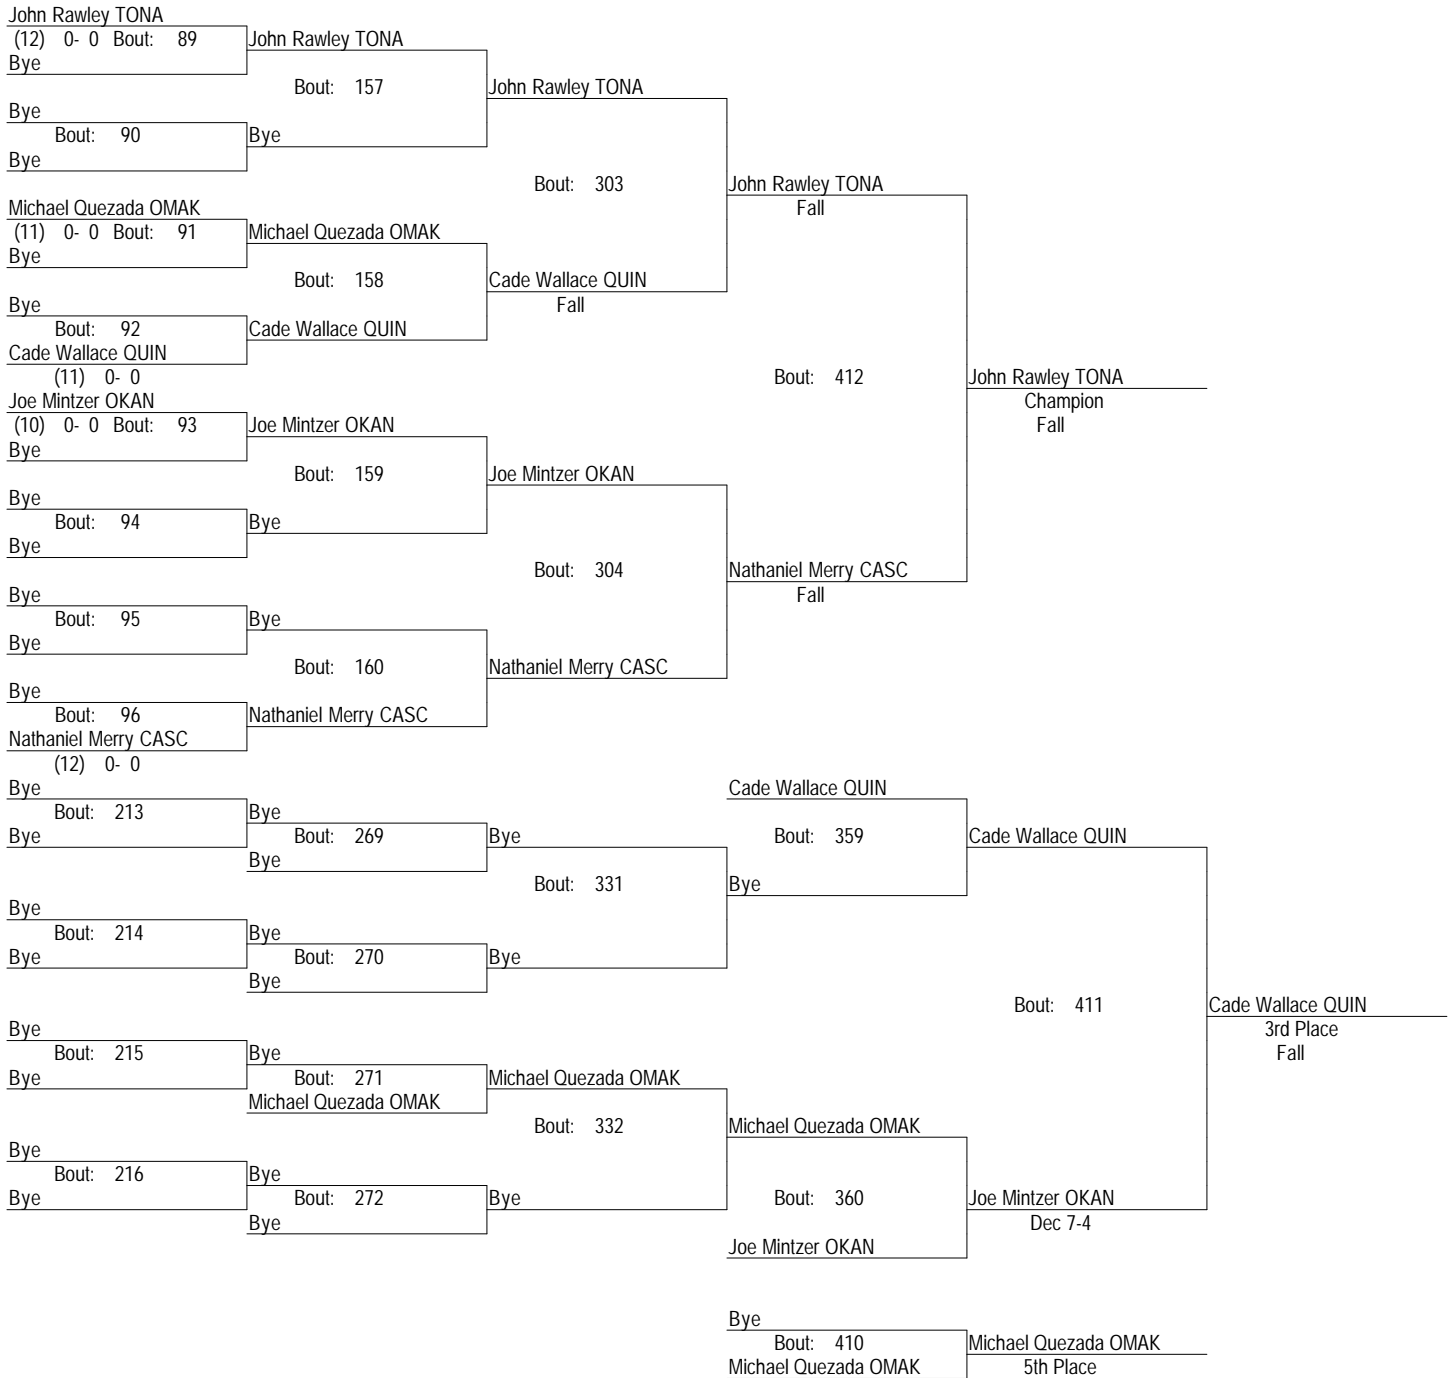 John Rawley TONA
(12) 0- 0 Bout: 89 John Rawley TONA
Bye
Bout: 157 John Rawley TONA
Bye
Bout: 90 Bye
Bye
Bout: 303 John Rawley TONA
Fall
Michael Quezada OMAK
(11) 0- 0 Bout: 91 Michael Quezada OMAK
Bye
Bout: 158 Cade Wallace QUIN
Bye Fall
Bout: 92 Cade Wallace QUIN
Cade Wallace QUIN
(11) 0- 0 Bout: 412 John Rawley TONA
Joe Mintzer OKAN Champion
(10) 0- 0 Bout: 93 Joe Mintzer OKAN Fall
Bye
Bout: 159 Joe Mintzer OKAN
Bye
Bout: 94 Bye
Bye
Bout: 304 Nathaniel Merry CASC
Bye Fall
Bout: 95 Bye
Bye
Bout: 160 Nathaniel Merry CASC
Bye
Bout: 96 Nathaniel Merry CASC
Nathaniel Merry CASC
(12) 0- 0
Bye Cade Wallace QUIN
Bout: 213 Bye
Bye Bout: 269 Bye Bout: 359 Cade Wallace QUIN
Bye
Bout: 331 Bye
Bye
Bout: 214 Bye
Bye Bout: 270 Bye
Bye
Bout: 411 Cade Wallace QUIN
Bye 3rd Place
Bout: 215 Bye Fall
Bye Bout: 271 Michael Quezada OMAK
Michael Quezada OMAK
Bout: 332 Michael Quezada OMAK
Bye
Bout: 216 Bye
Bye Bout: 272 Bye Bout: 360 Joe Mintzer OKAN
Bye Dec 7-4
Joe Mintzer OKAN
Bye
Bout: 410 Michael Quezada OMAK
Michael Quezada OMAK 5th Place